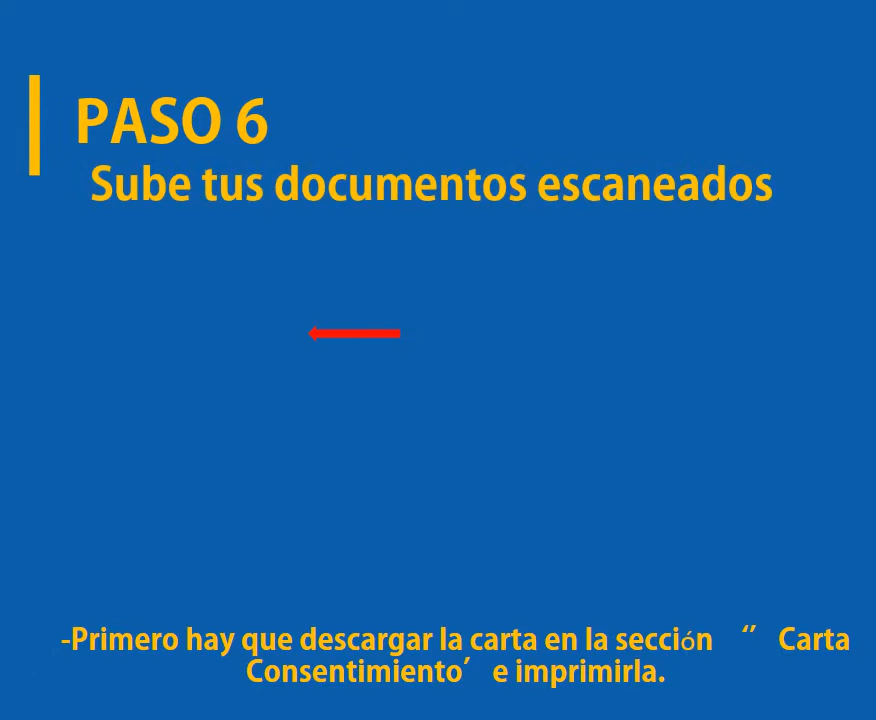 PASO 6
Sube tus documentos escaneados
-Primero hay que descargar la carta en la sección “ Carta
Consentimiento´ e imprimirla.